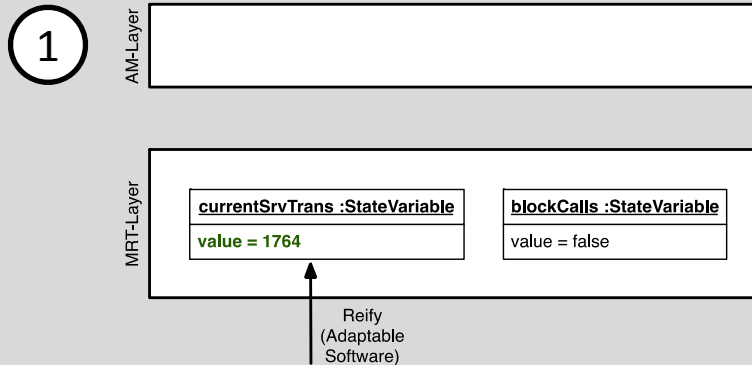 1
AM-Layer
MRT-Layer
currentSrvTrans :StateVariable
value = 1764
blockCalls :StateVariable
value = false
Reify
(Adaptable
Software)